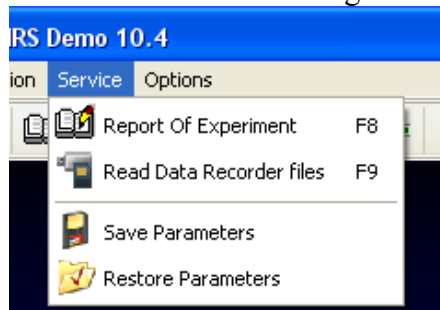 RS Demo 10.4
ion Service Options
Report Of Experiment F8
Read Data Recorder files F9
Save Parameters
Restore Parameters